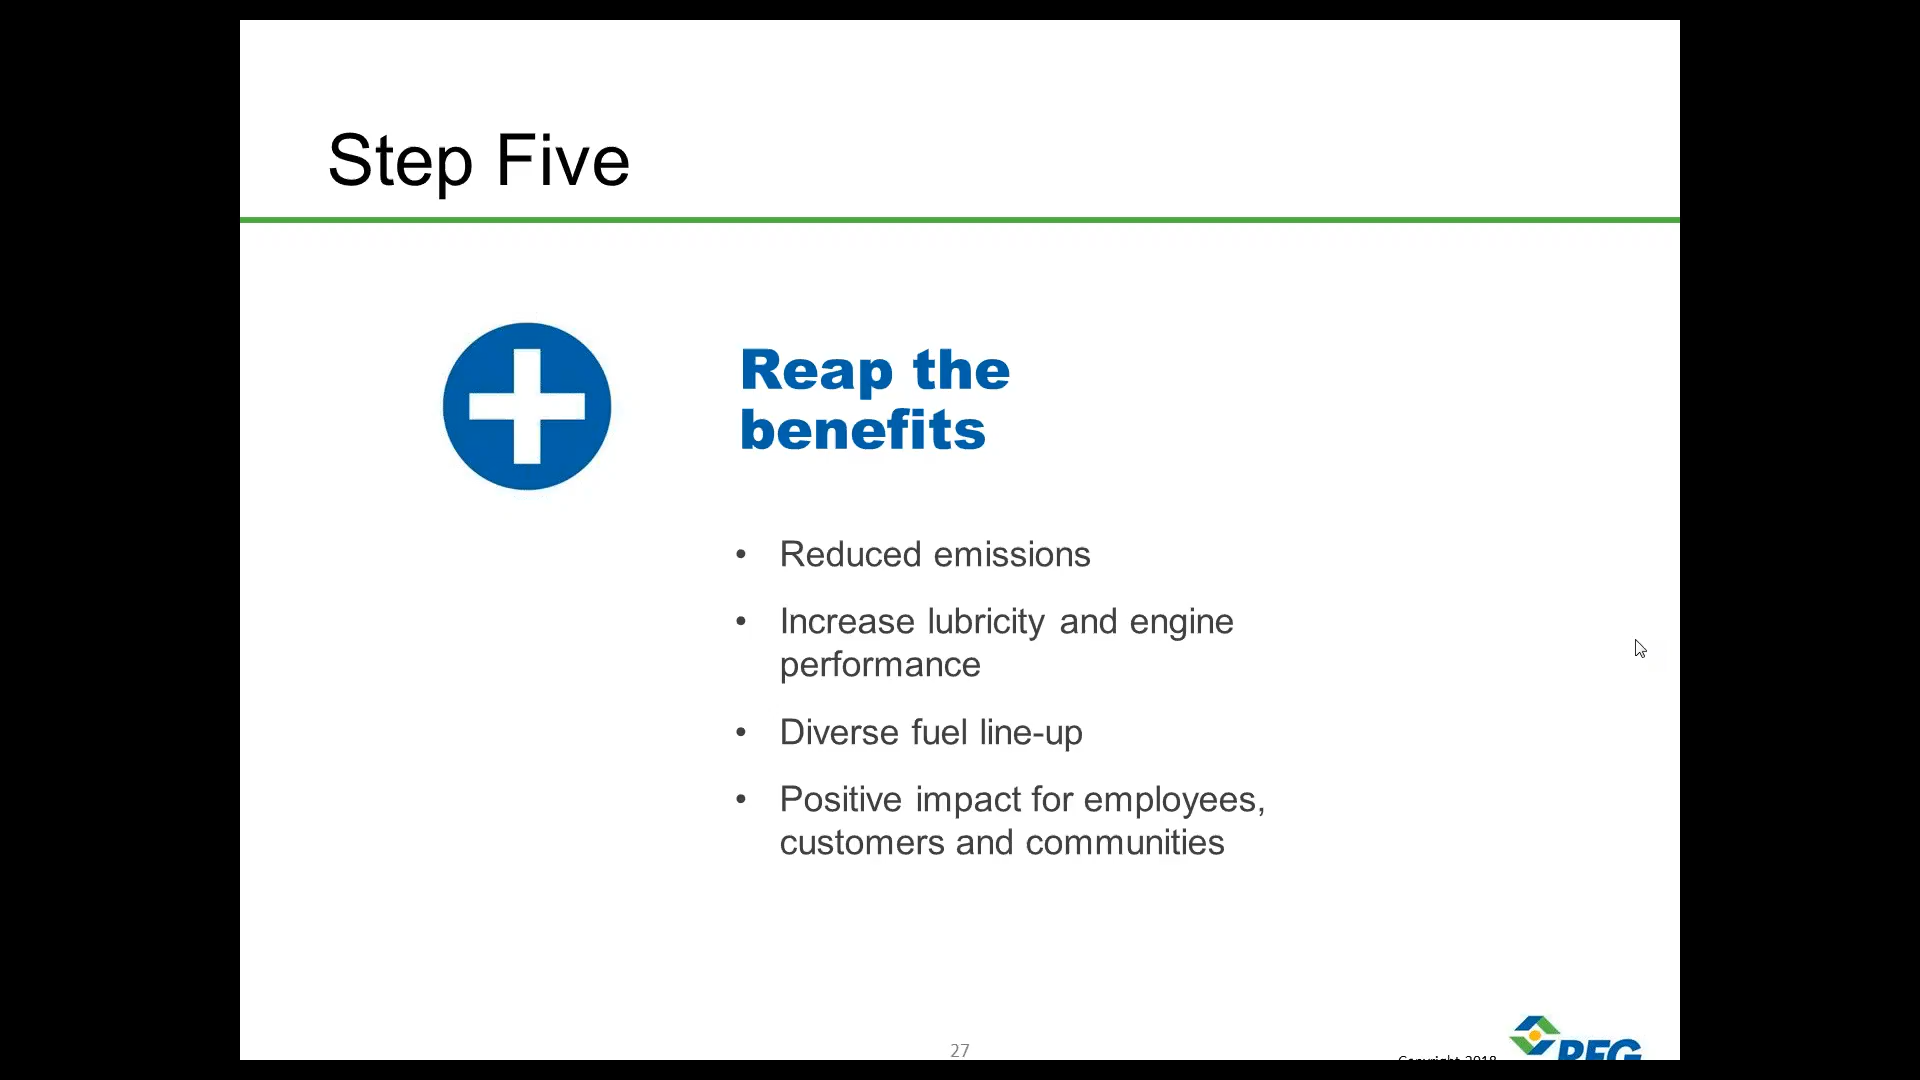 Step Five
Reap the
benefits
• Reduced emissions
• Increase lubricity and engine
performance
• Diverse fuel line-up
• Positive impact for employees,
customers and communities
27
Copyright 2018
REG